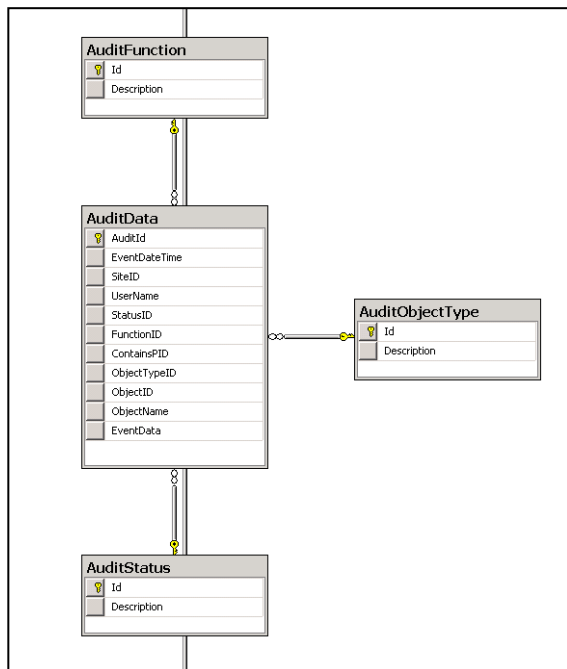 AuditFunction
Id
Description
AuditData
AuditId
EventDateTime
SiteID
UserName
StatusID
FunctionID
ContainsPID
ObjectTypeID
ObjectID
ObjectName
EventData
AuditObjectType
Id
Description
AuditStatus
Id
Description